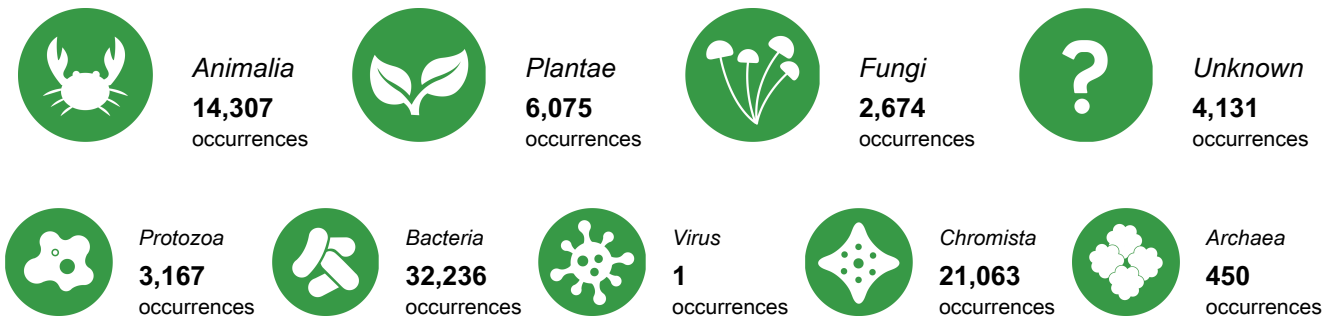 Animalia
14,307
occurrences
Plantae
6,075
occurrences
Fungi
2,674
occurrences
?
Unknown
4,131
occurrences
Protozoa
3,167
occurrences
Bacteria
32,236
occurrences
Virus
1
occurrences
Chromista
21,063
occurrences
Archaea
450
occurrences